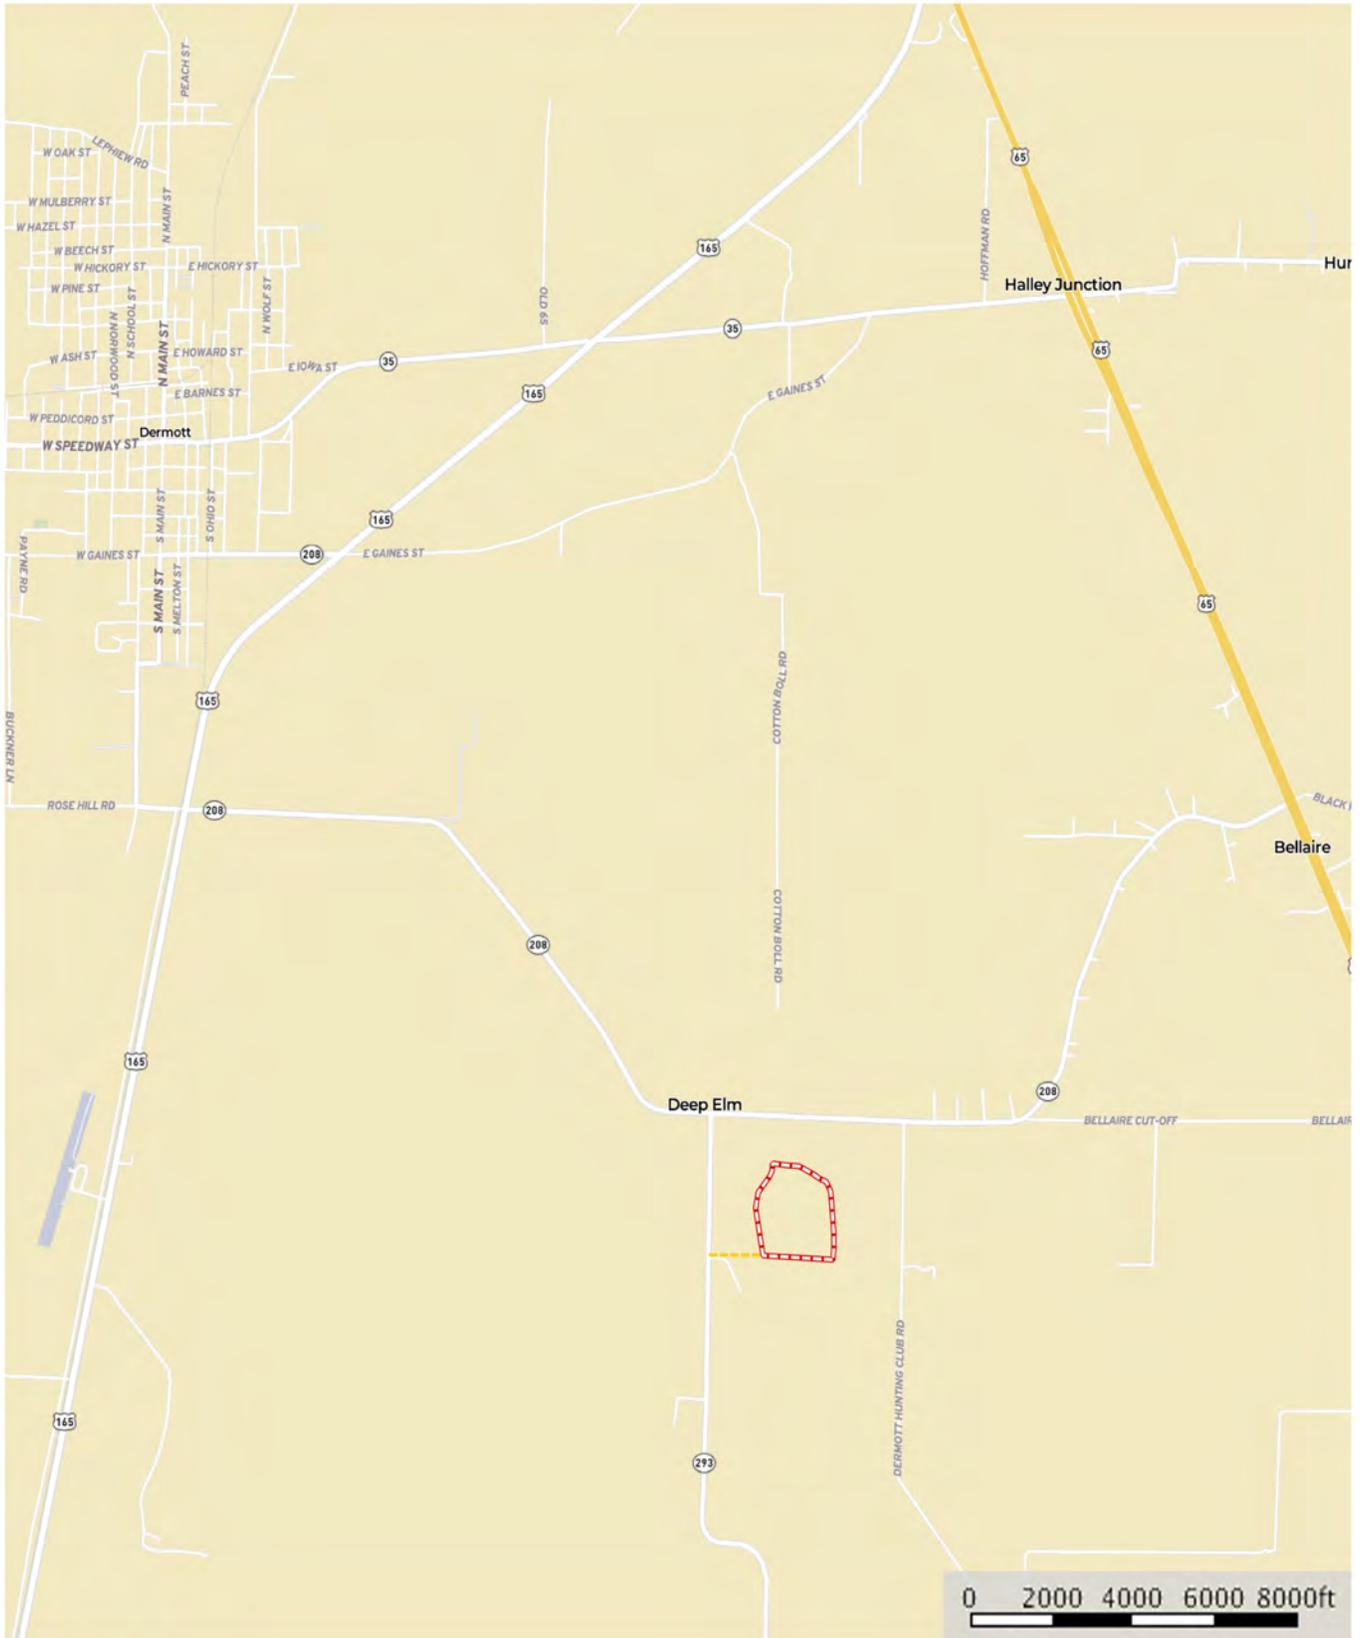 PEACH ST
LEPHIEW RD
W OAK ST
65
W MULBERRY ST
N MAIN ST
W HAZEL ST
HOFFMAN RD
W BEECH ST
165
W HICKORY ST
E HICKORY ST
Hur
W PINE ST
Halley Junction
N SCHOOL ST
N WOLF ST
OLD 65
N NORWOOD ST
N MAIN ST
35
W ASH ST
E HOWARD ST
65
E IOWA ST
35
E BARNES ST
165
E GAINES ST
W PEDDICORD ST
Dermott
W SPEEDWAY ST
S MAIN ST
S OHIO ST
165
W GAINES ST
208
E GAINES ST
PAYNE RD
S MAIN ST
S MELTON ST
65
165
COTTON BOLL RD
BUCKNER LN
ROSE HILL RD
208
BLACK
Bellaire
COTTON BOLL RD
208
165
208
Deep Elm
BELLAIRE CUT-OFF
BELLAIR
DERMOTT HUNTING CLUB RD
165
293
0 2000 4000 6000 8000ft